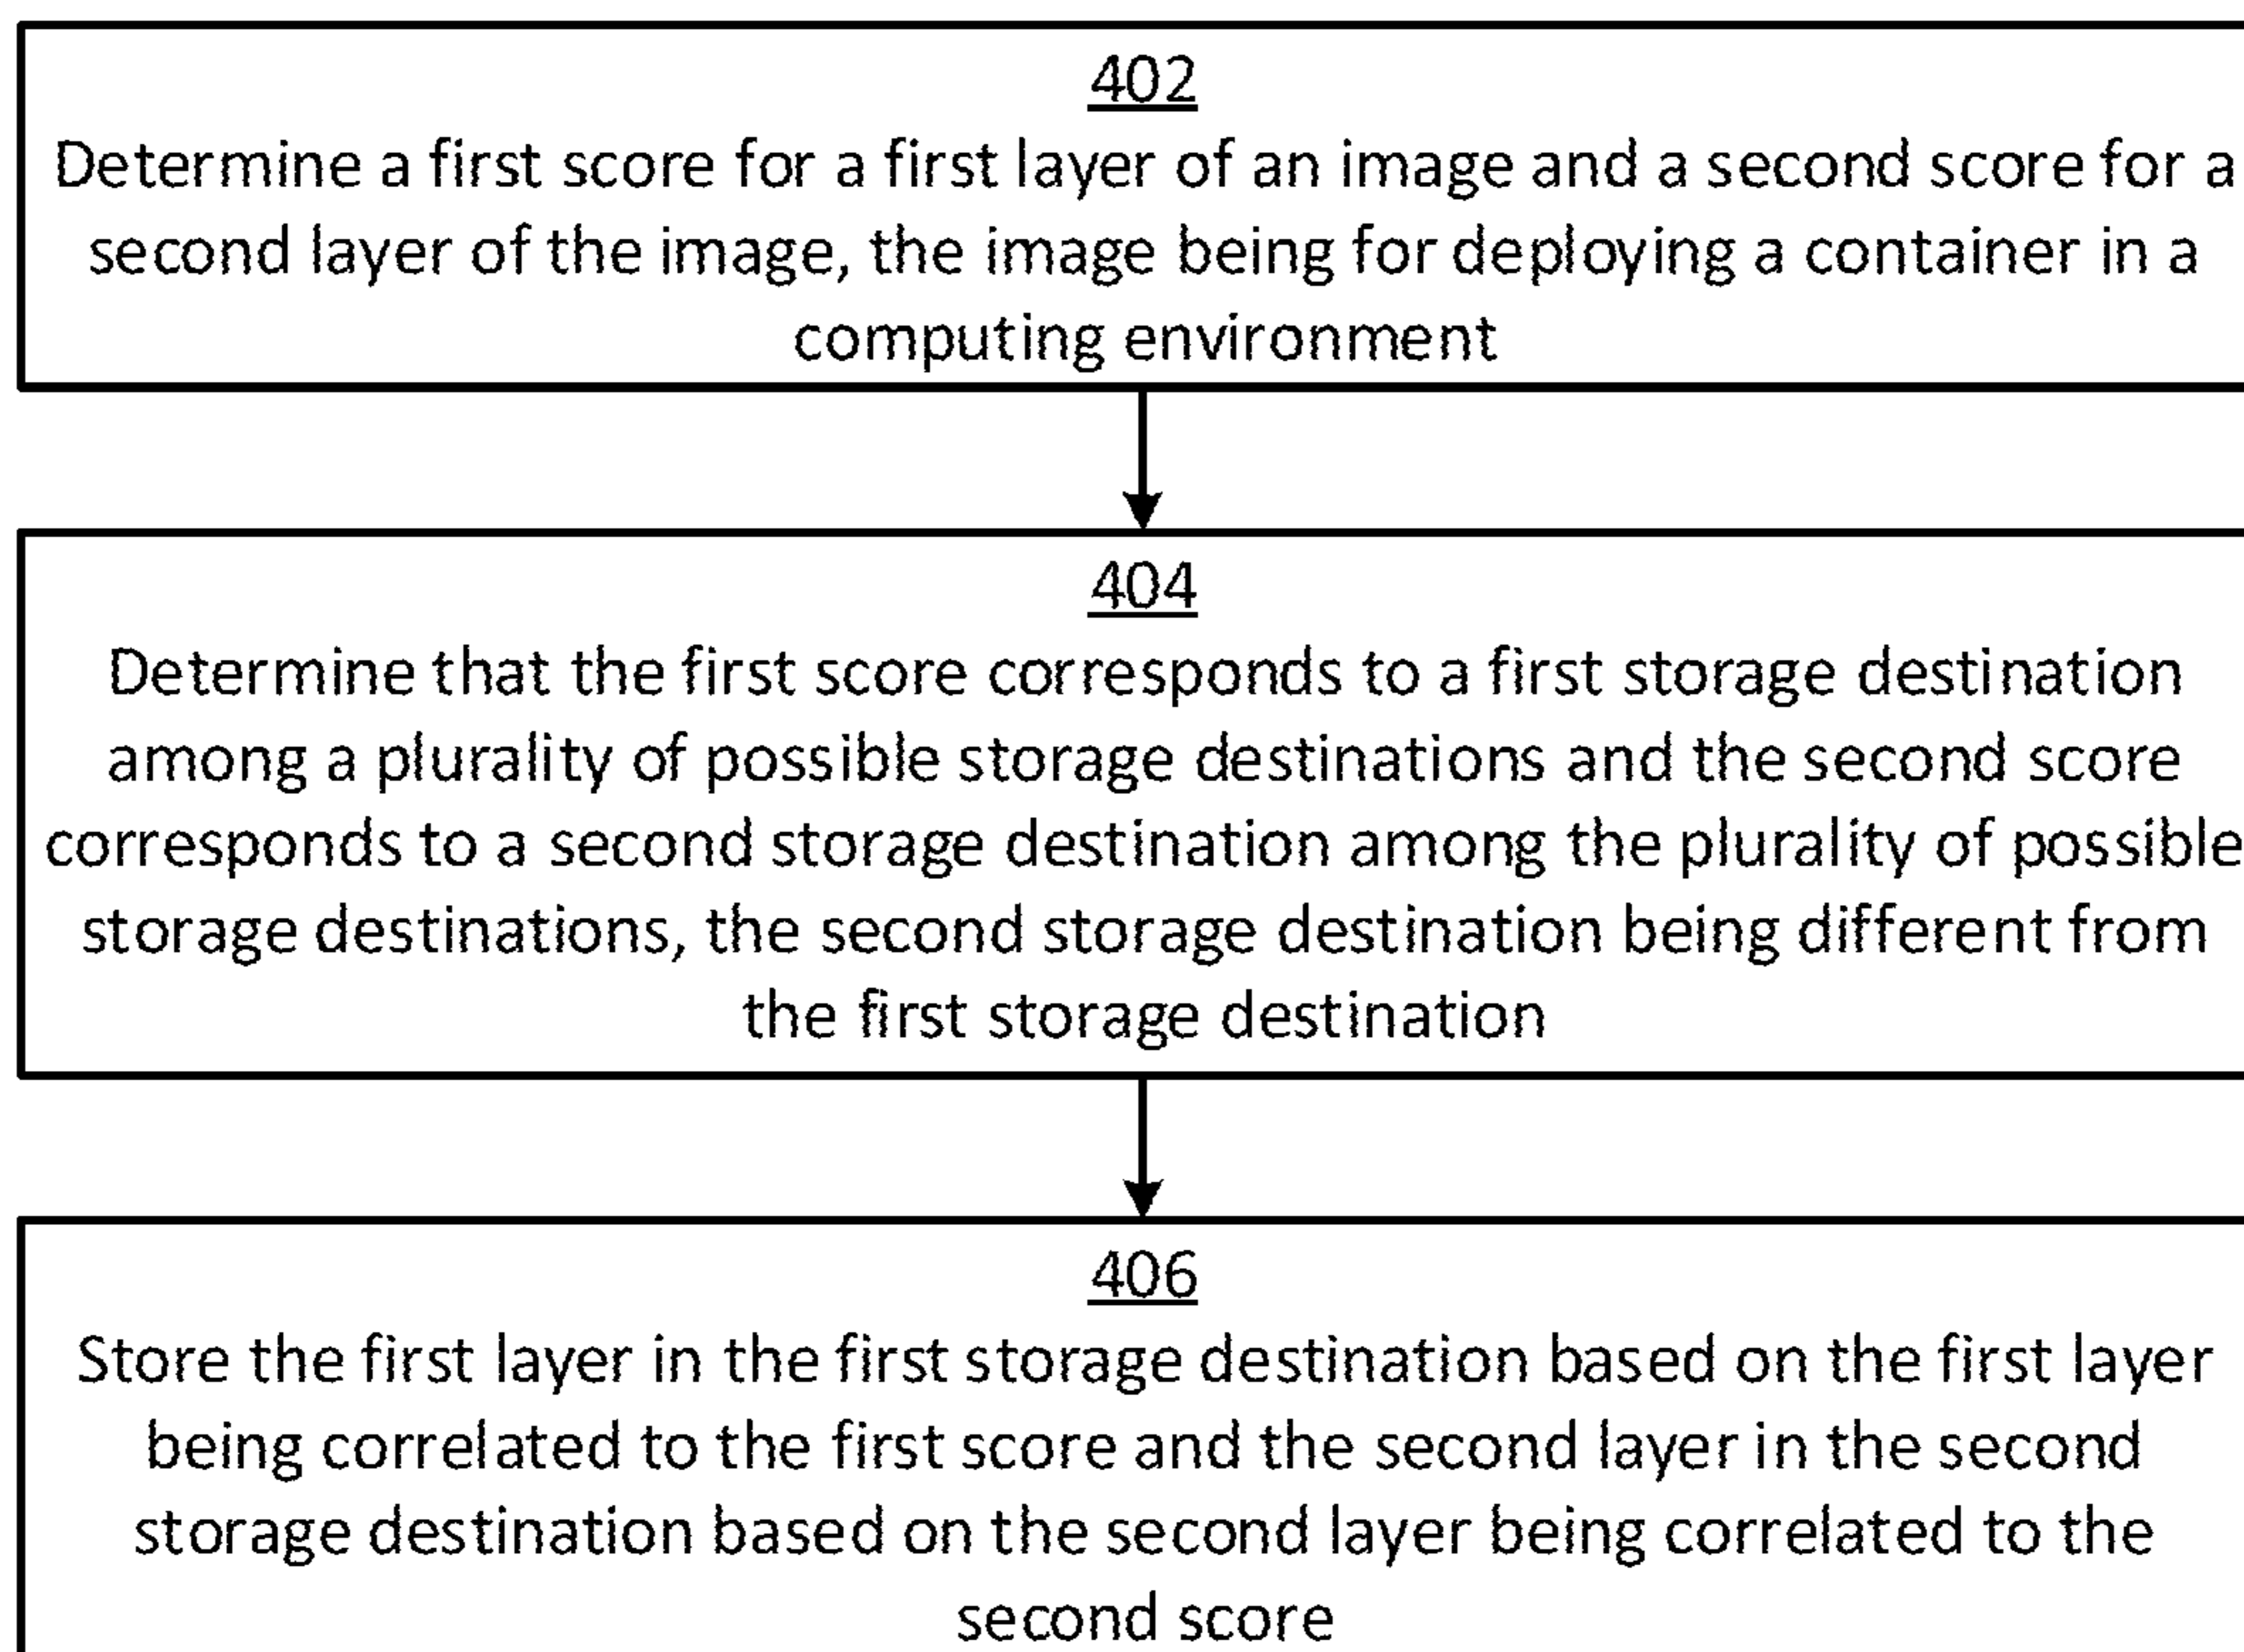 402
Determine a first score for a first layer of an image and a second score for a
second layer of the image, the image being for deploying a container in a
computing environment
404
Determine that the first score corresponds to a first storage destination
among a plurality of possible storage destinations and the second score
corresponds to a second storage destination among the plurality of possible
storage destinations, the second storage destination being different from
the first storage destination
406
Store the first layer in the first storage destination based on the first layer
being correlated to the first score and the second layer in the second
storage destination based on the second layer being correlated to the
second score